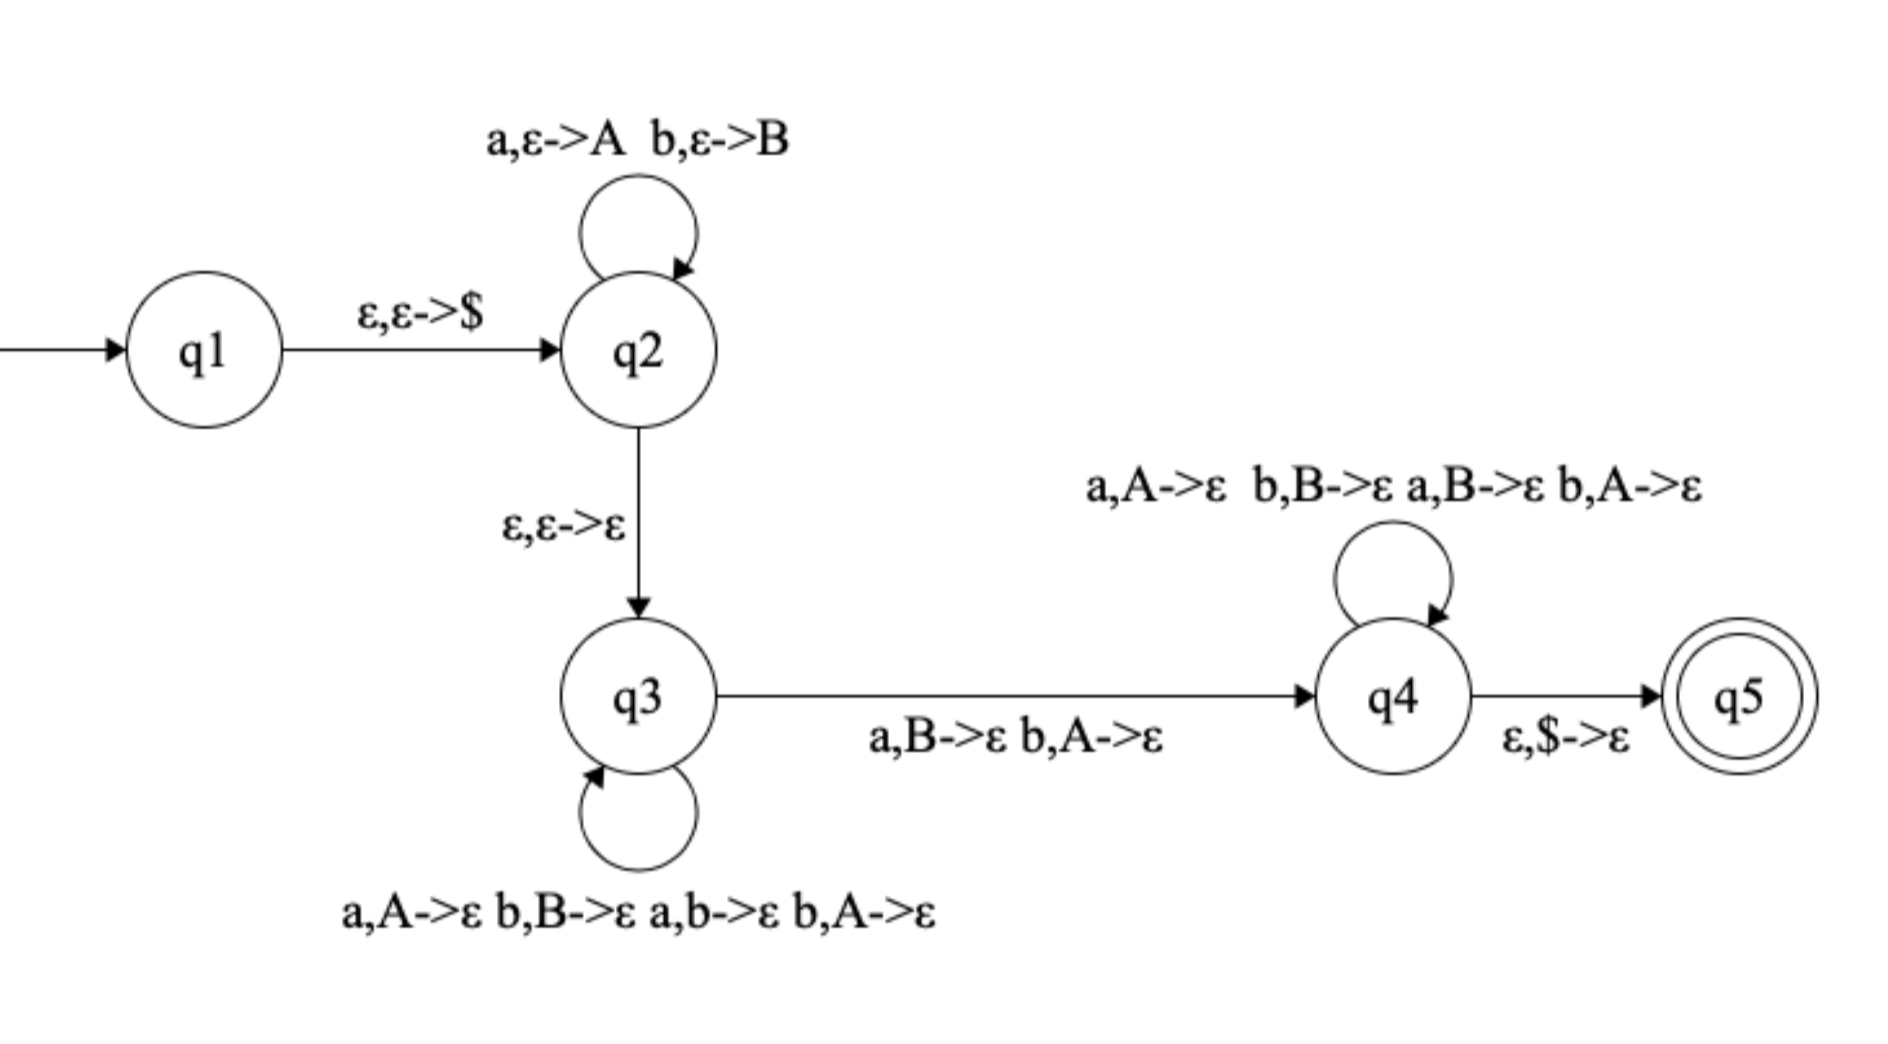 a,ε->A  b,ε->B
ε,ε->$
q1
q2
ε,ε->ε
a,A->ε  b,B->ε a,B->ε b,A->ε
q3
q4
q5
a,B->ε b,A->ε
ε,$->ε
a,A->ε b,B->ε a,b->ε b,A->ε